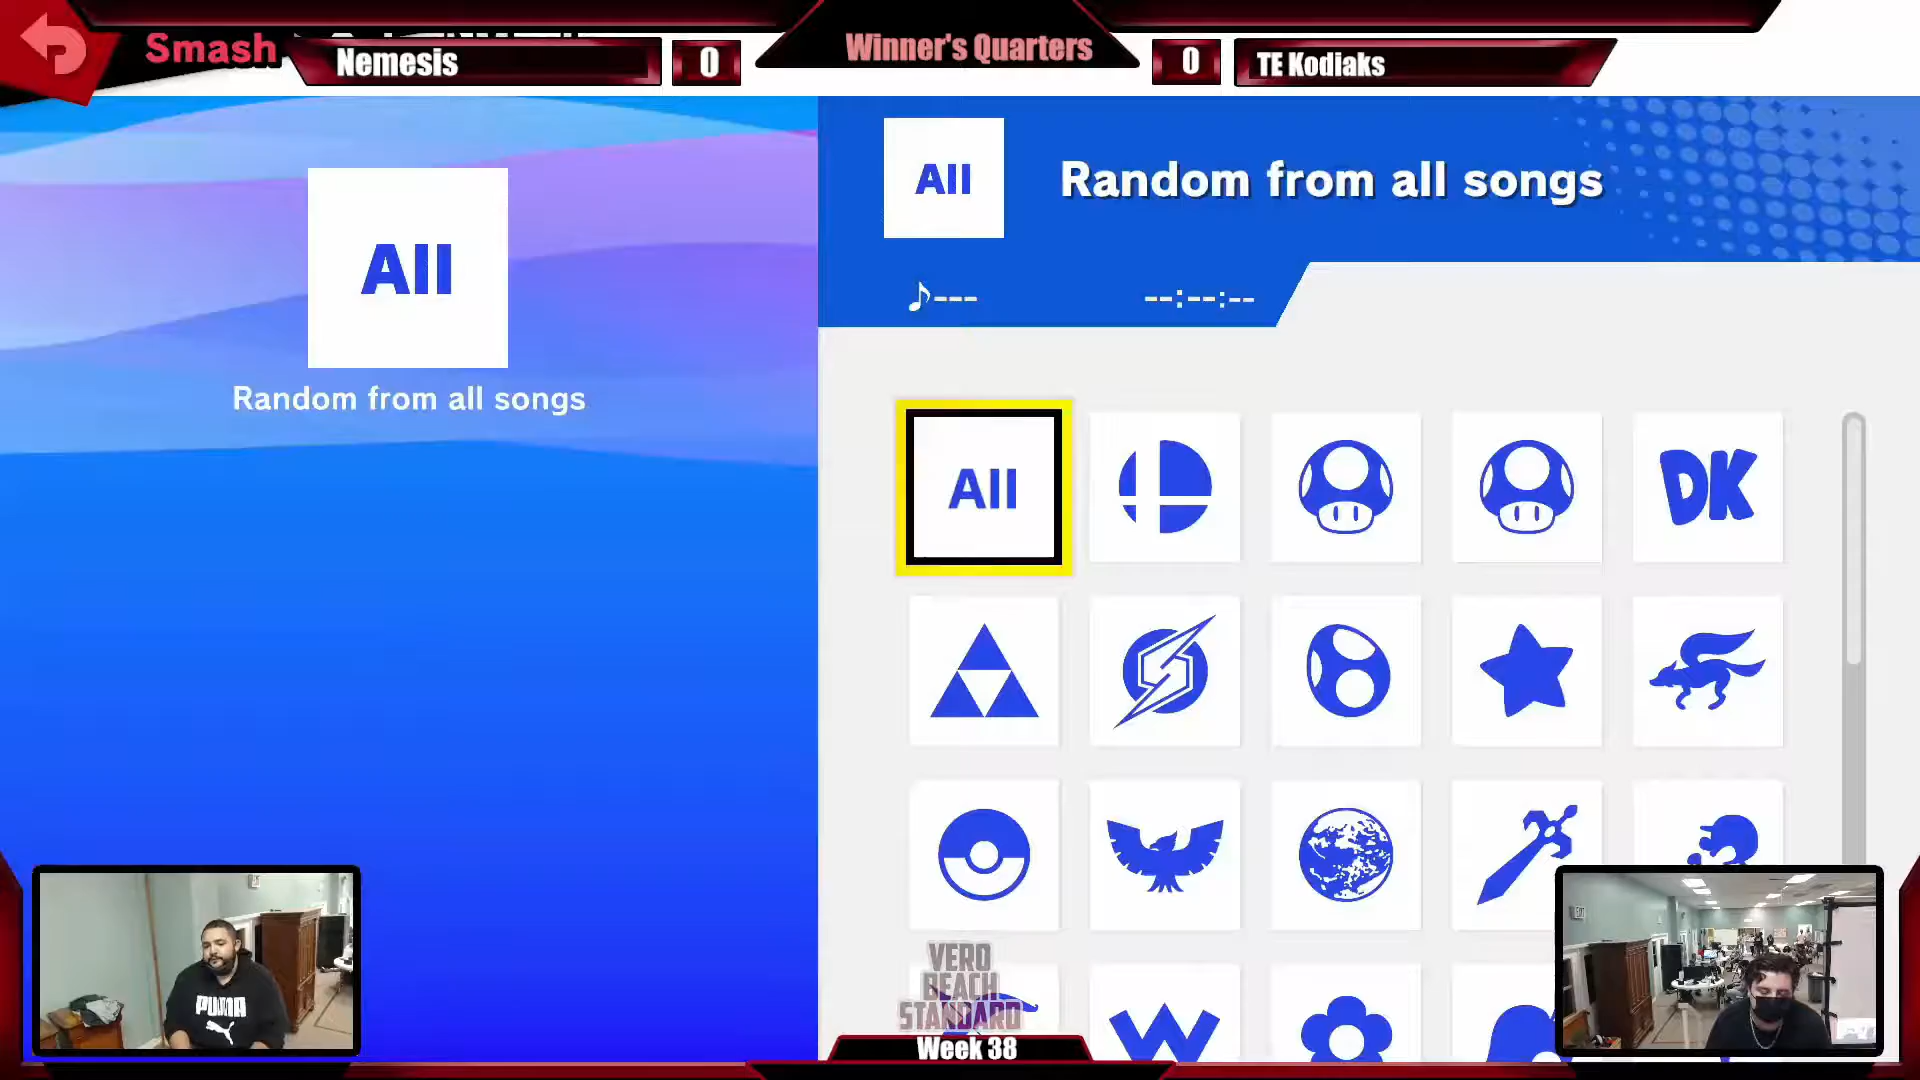 Smash
Nemesis
0
Winner's Quarters
0
TE Kodiaks
All
Random from all songs
All
Random from all songs
♪---
--:--:--
All
DK
PUMA
VERO
BEACH
STANDARD
Week 38